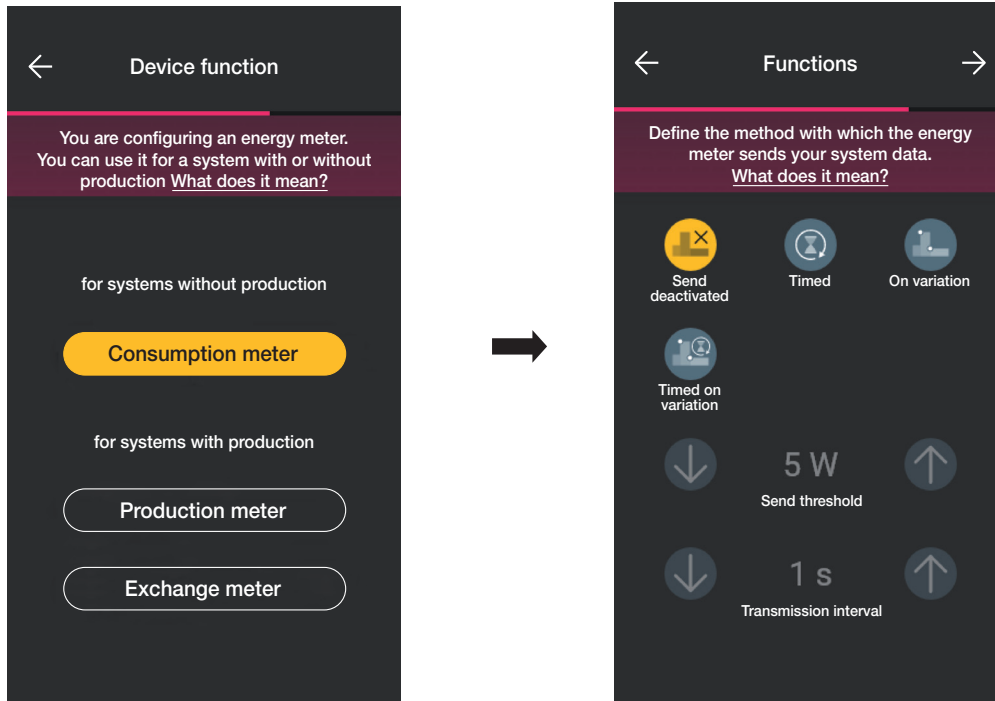 Device function
You are configuring an energy meter.
You can use it for a system with or without
production What does it mean?
for systems without production
Consumption meter
for systems with production
Production meter
Exchange meter
Functions
Define the method with which the energy
meter sends your system data.
What does it mean?
Send
deactivated
Timed
On variation
Timed on
variation
5 W
Send threshold
1 s
Transmission interval